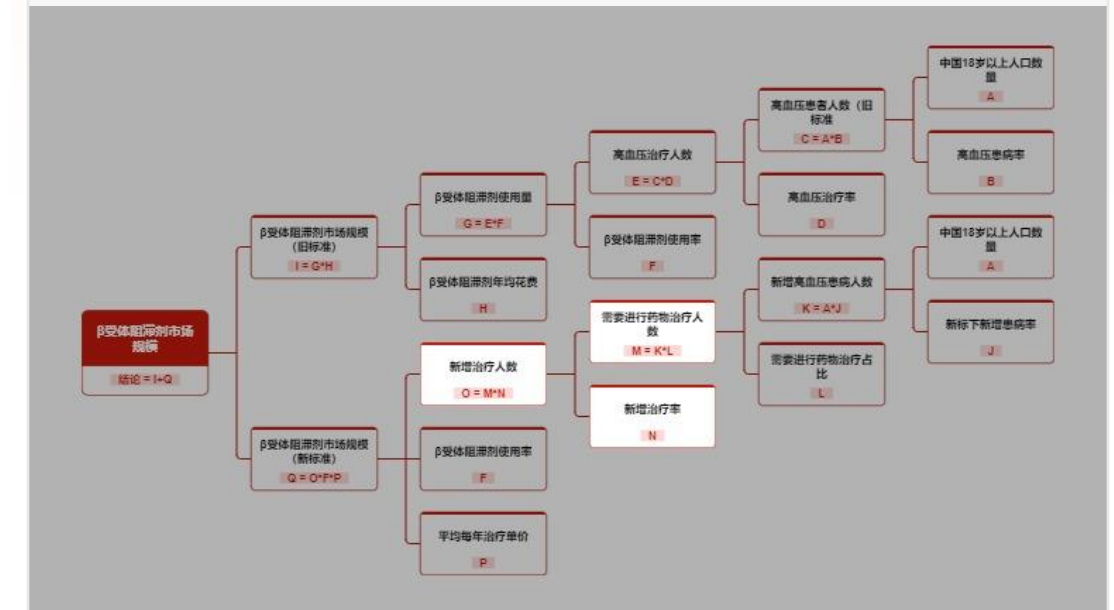 β受体阻滞剂市场
规模
结论 = I+Q
β受体阻滞剂市场规模
（旧标准）
I = G*H
β受体阻滞剂使用量
G = E*F
高血压治疗人数
E = C*D
高血压患者人数（旧
标准
C = A*B
中国18岁以上人口数
量
A
高血压患病率
B
高血压治疗率
D
β受体阻滞剂使用率
F
β受体阻滞剂年均花费
H
β受体阻滞剂市场规模
（新标准）
Q = O*F*P
新增治疗人数
O = M*N
需要进行药物治疗人
数
M = K*L
新增高血压患病人数
K = A*J
中国18岁以上人口数
量
A
新标下新增患病率
J
需要进行药物治疗占
比
L
新增治疗率
N
β受体阻滞剂使用率
F
平均每年治疗单价
P